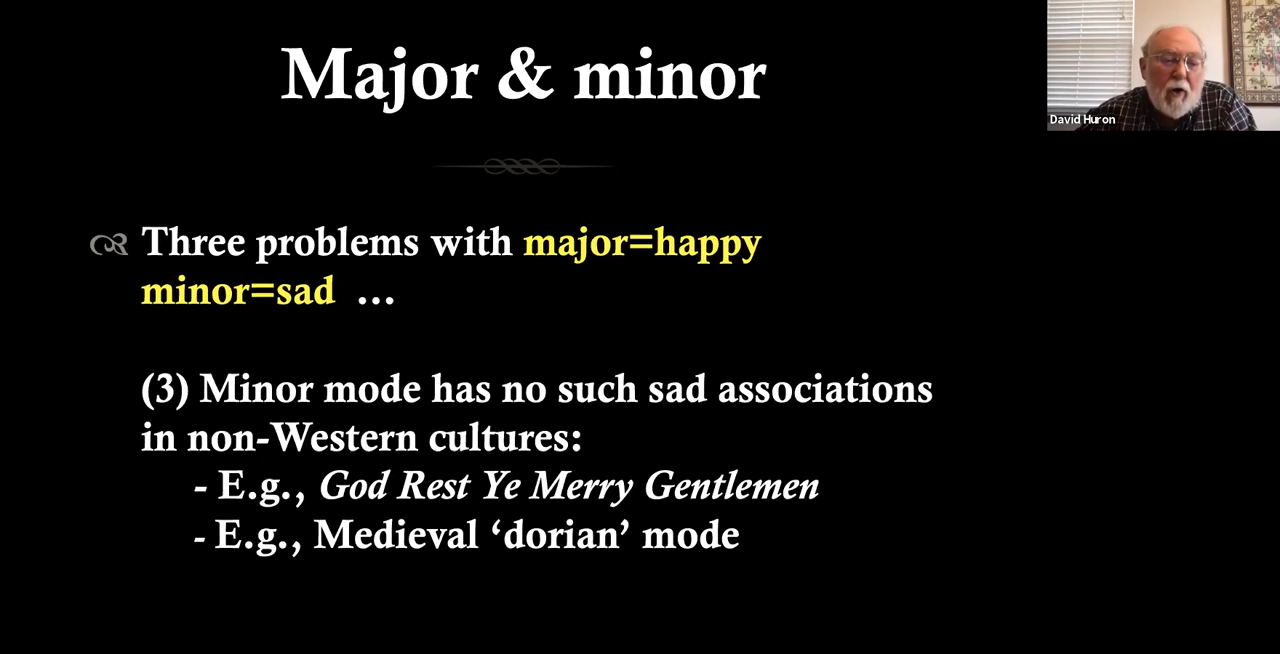 Major & minor
David Huron
Three problems with major=happy
minor=sad ...
(3) Minor mode has no such sad associations
in non-Western cultures:
- E.g., God Rest Ye Merry Gentlemen
- E.g., Medieval ‘dorian’ mode